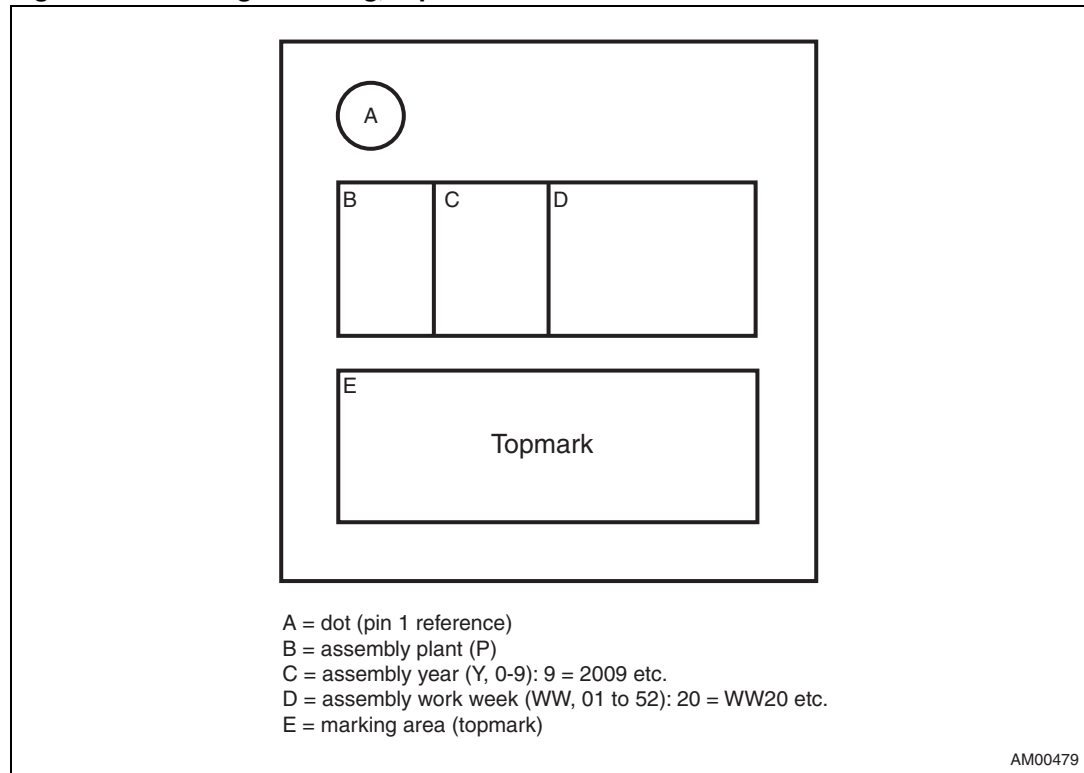 A
B C D
E
Topmark
A = dot (pin 1 reference)
B = assembly plant (P)
C = assembly year (Y, 0-9): 9 = 2009 etc.
D = assembly work week (WW, 01 to 52): 20 = WW20 etc.
E = marking area (topmark)
AM00479